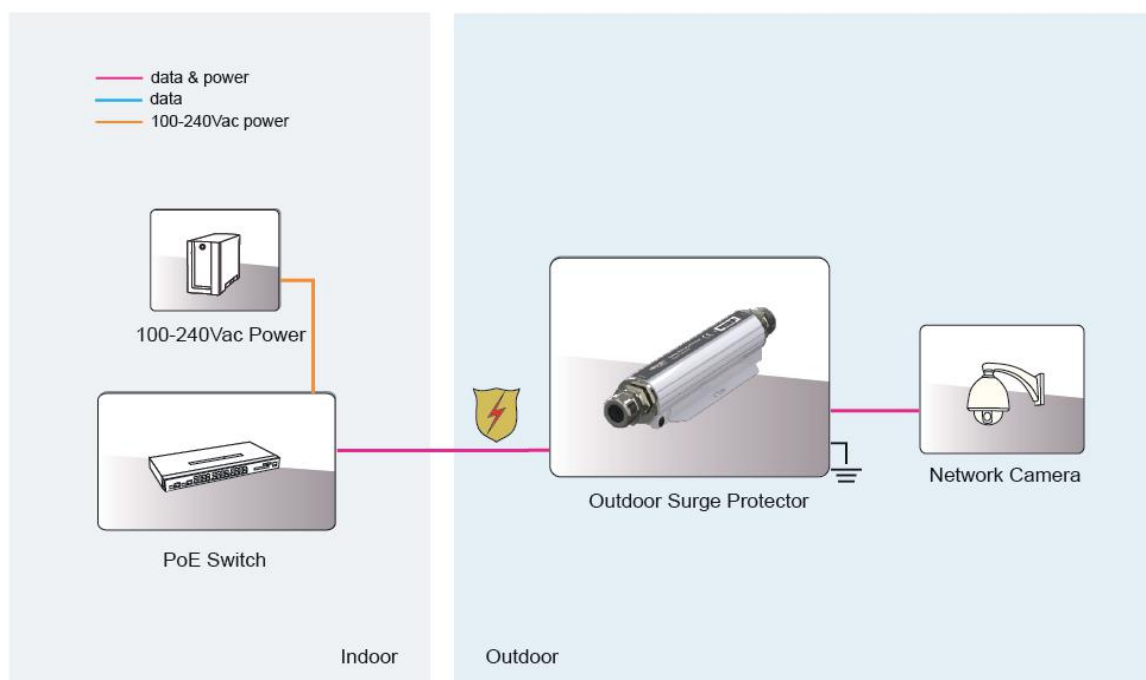 data & power
data
100-240Vac power
100-240Vac Power
PoE Switch
Outdoor Surge Protector
Network Camera
Indoor
Outdoor